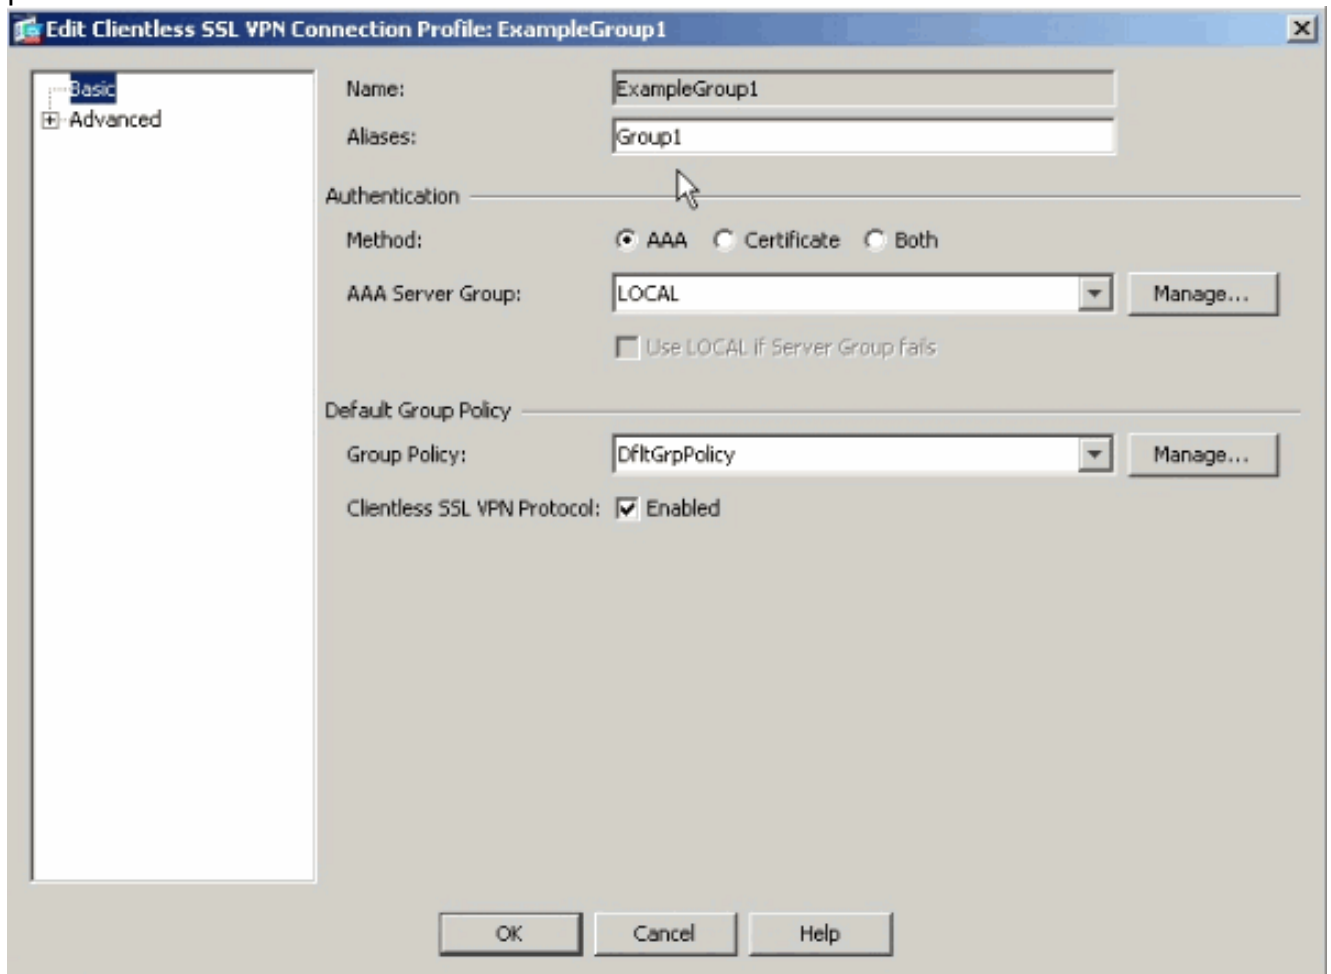 Edit Clientless SSL VPN Connection Profile: ExampleGroup1
Basic
Advanced
Name: ExampleGroup1
Aliases: Group1
Authentication
Method: AAA Certificate Both
AAA Server Group: LOCAL Manage...
Use LOCAL if Server Group fails
Default Group Policy
Group Policy: DfltGrpPolicy Manage...
Clientless SSL VPN Protocol: Enabled
OK Cancel Help